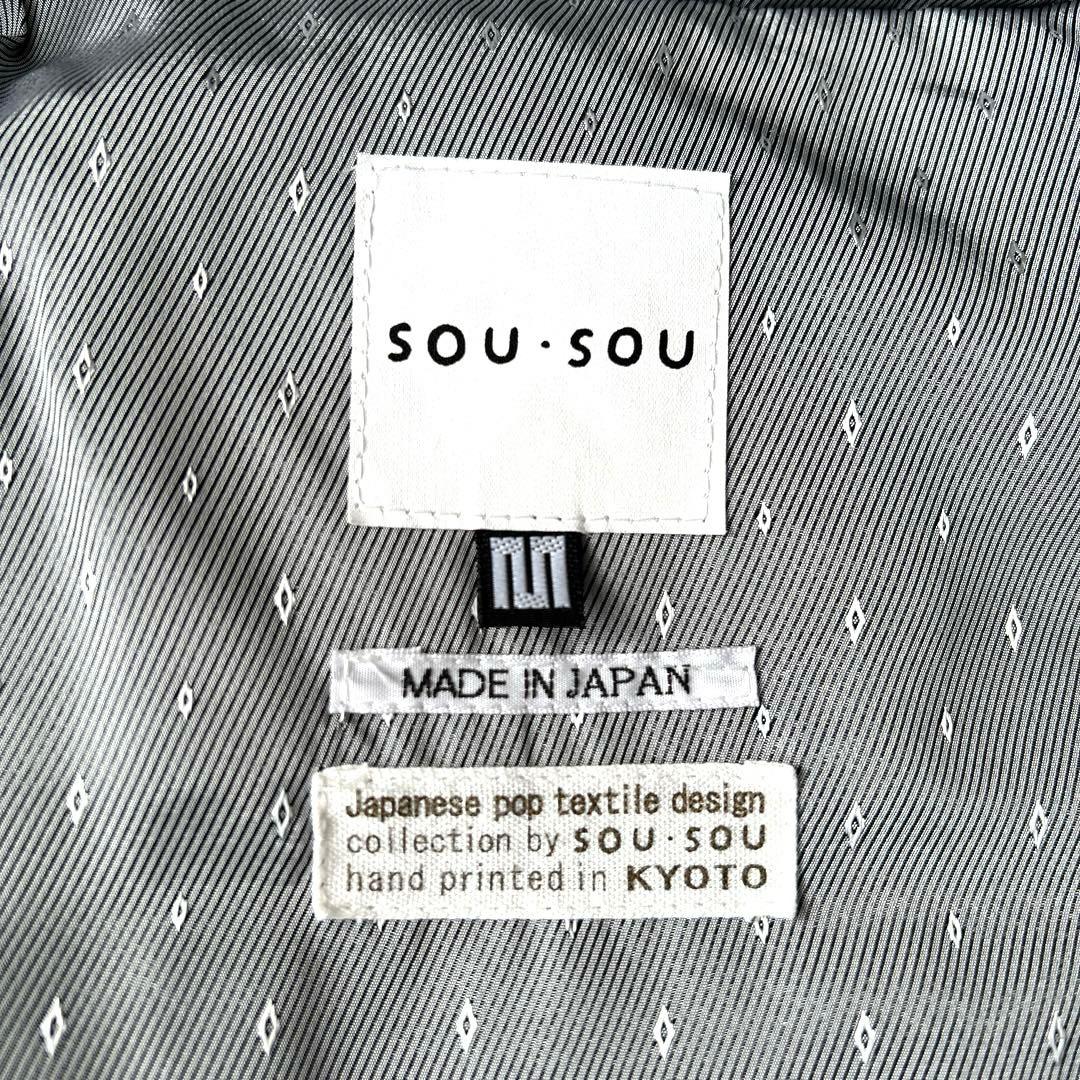 SOU・SOU
MADE IN JAPAN
Japanese pop textile design
collection by SOU・SOU
hand printed in KYOTO